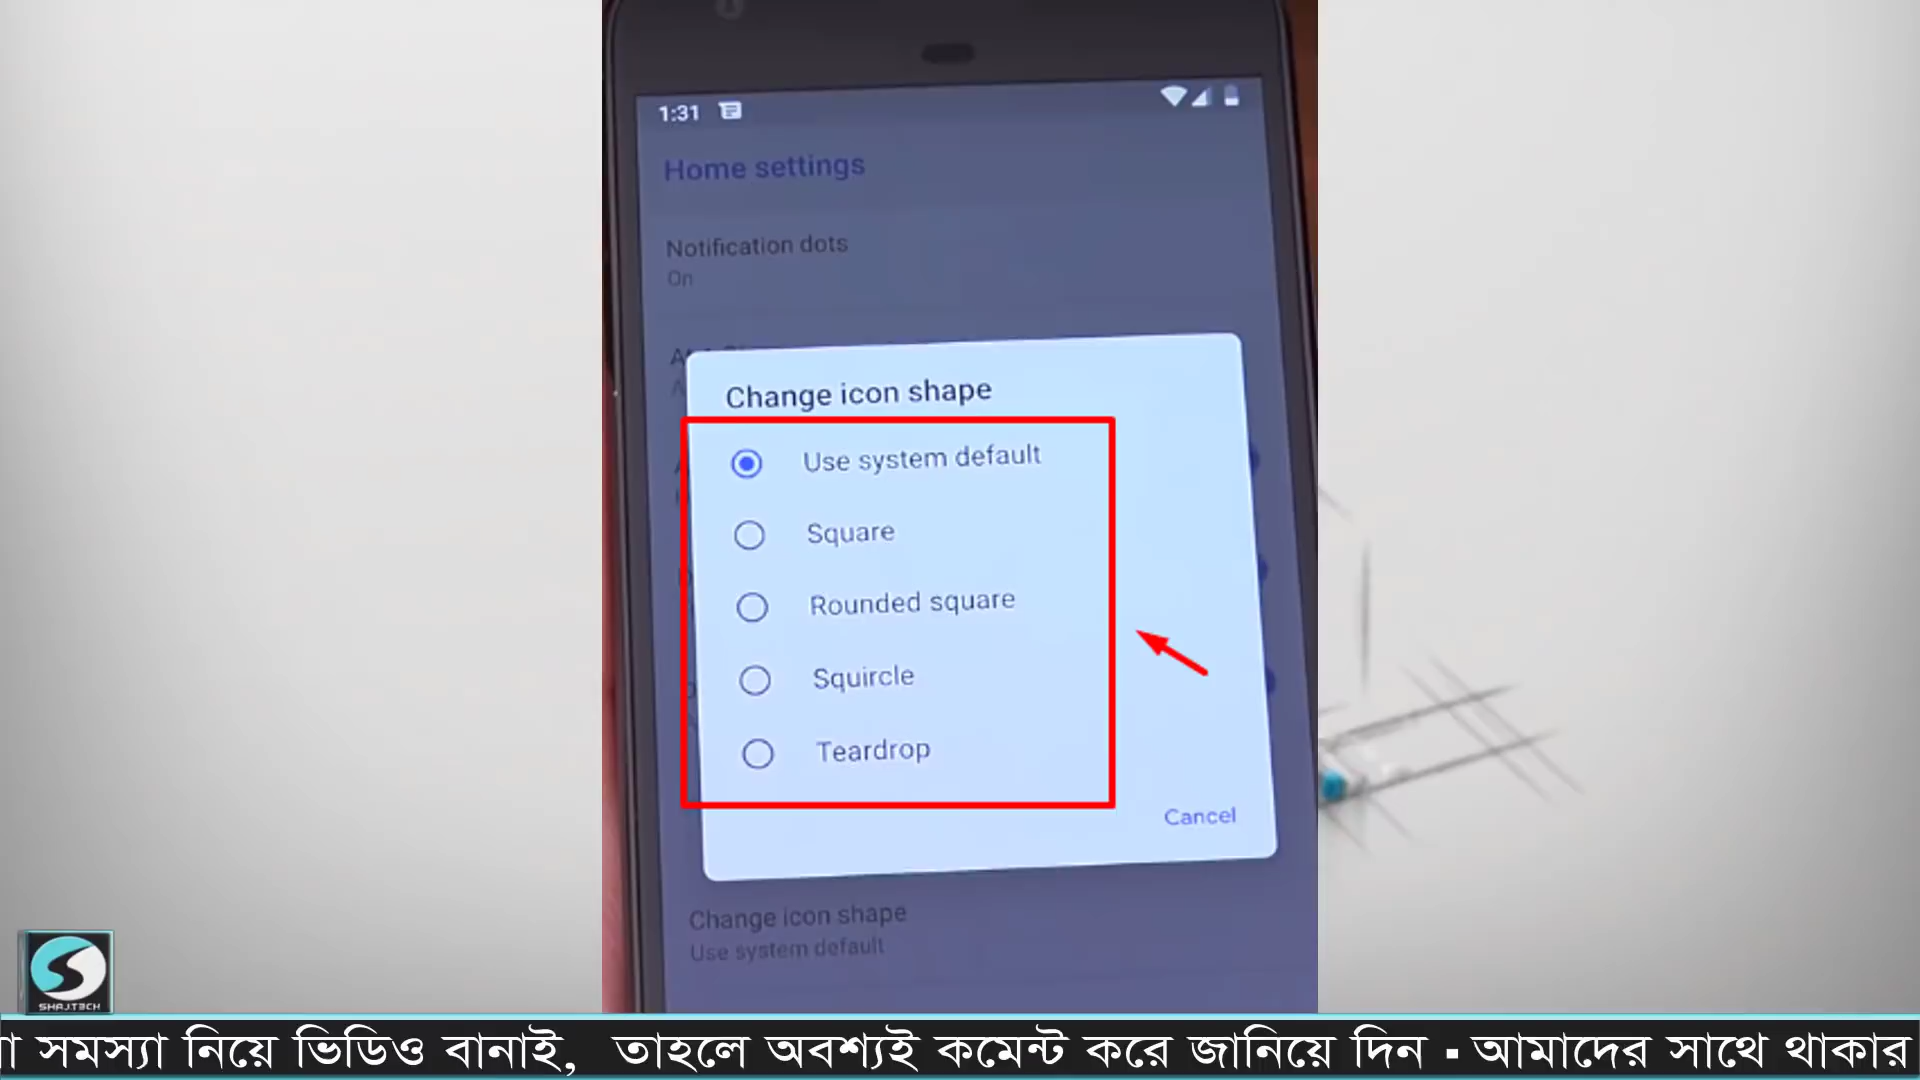 1:31
Home settings
Notification dots
On
Change icon shape
Use system default
Square
Rounded square
Squircle
Teardrop
Cancel
Change icon shape
Use system default
SHAJTECH
সমস্যা নিয়ে ভিডিও বানাই, তাহলে অবশ্যই কমেন্ট করে জানিয়ে দিন ▪ আমাদের সাথে থাকার